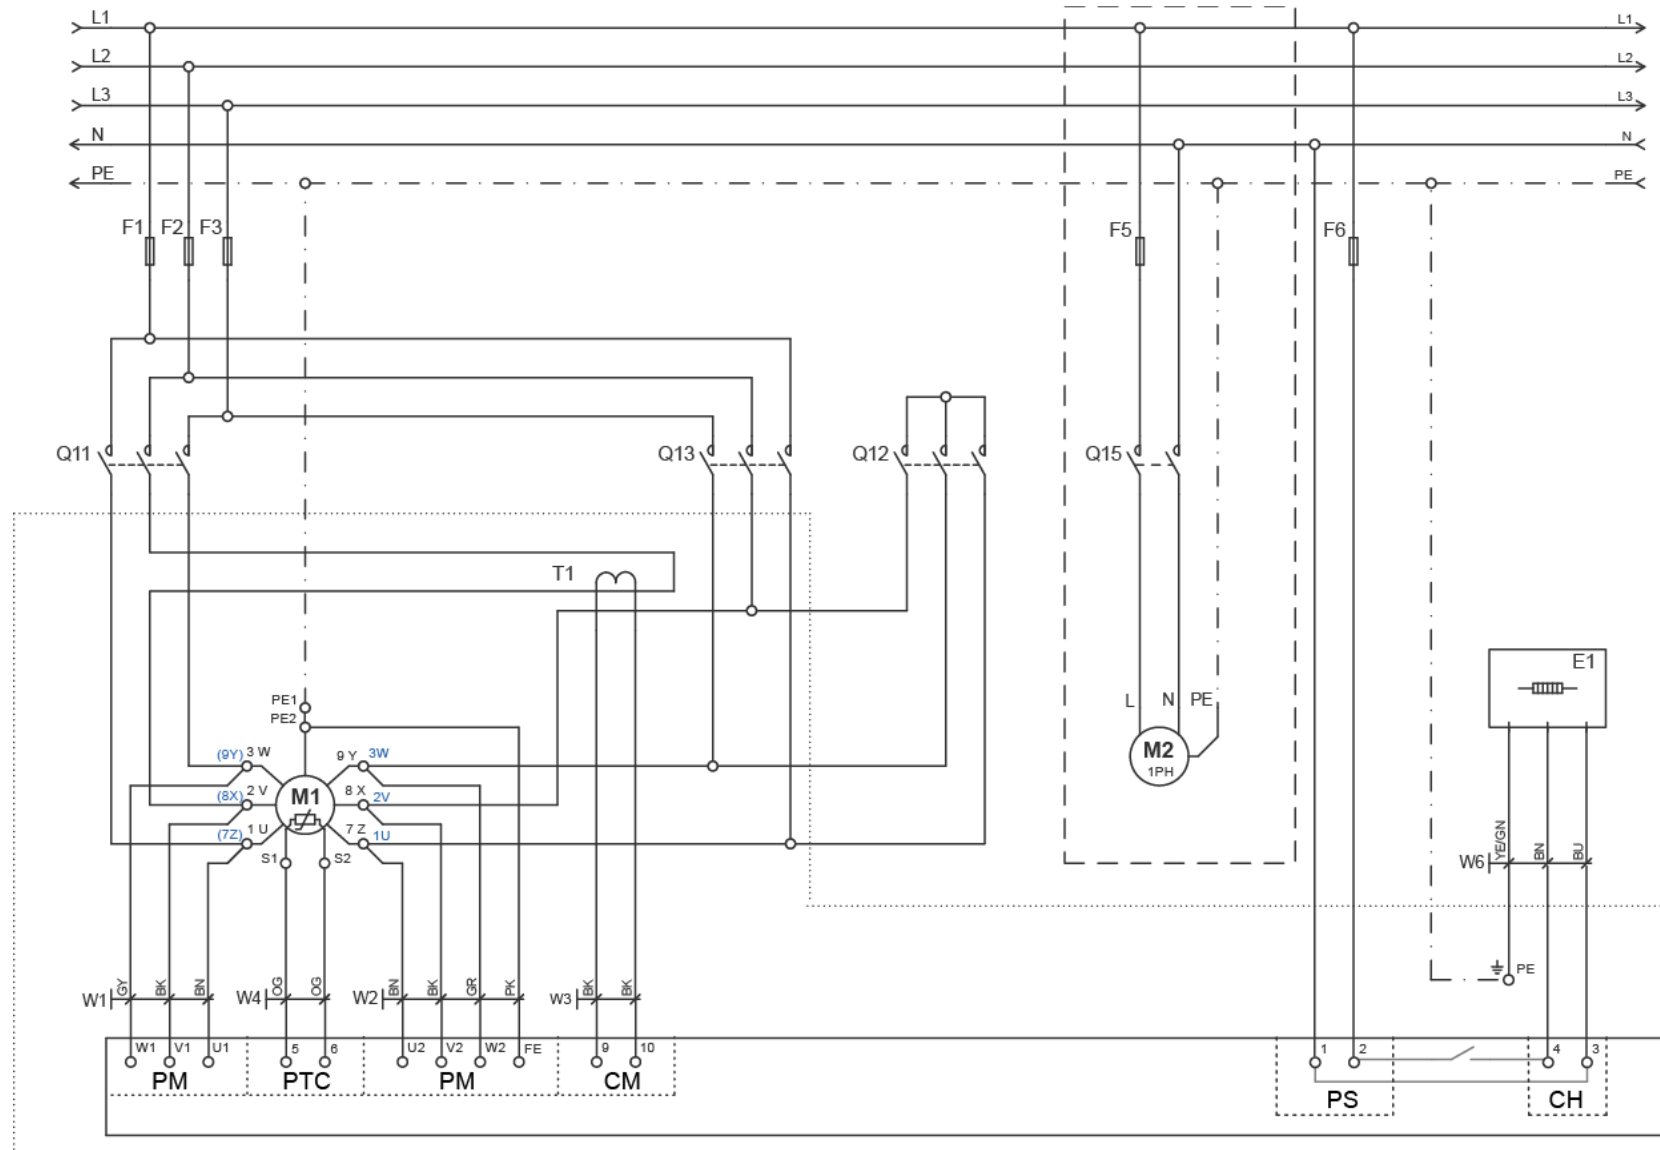 L1 L1
L2 L2
L3 L3
N N
PE PE
F1 F2 F3 F5 F6
Q11 Q13 Q12 Q15
T1
E1
PE1
PE2
L N PE
(9Y) 3 W 9 Y 3W
M2
1PH
(8X) 2 V M1 8 X 2V
(7Z) 1 U 7 Z 1U
S1 S2
W6 YE/GN BN BU
PE
W1 GY BK BN W4 OG OG W2 BN BK GR PK W3 BK BK
W1 V1 U1 5 6 U2 V2 W2 FE 9 10 1 2 4 3
PM PTC PM CM
PS CH